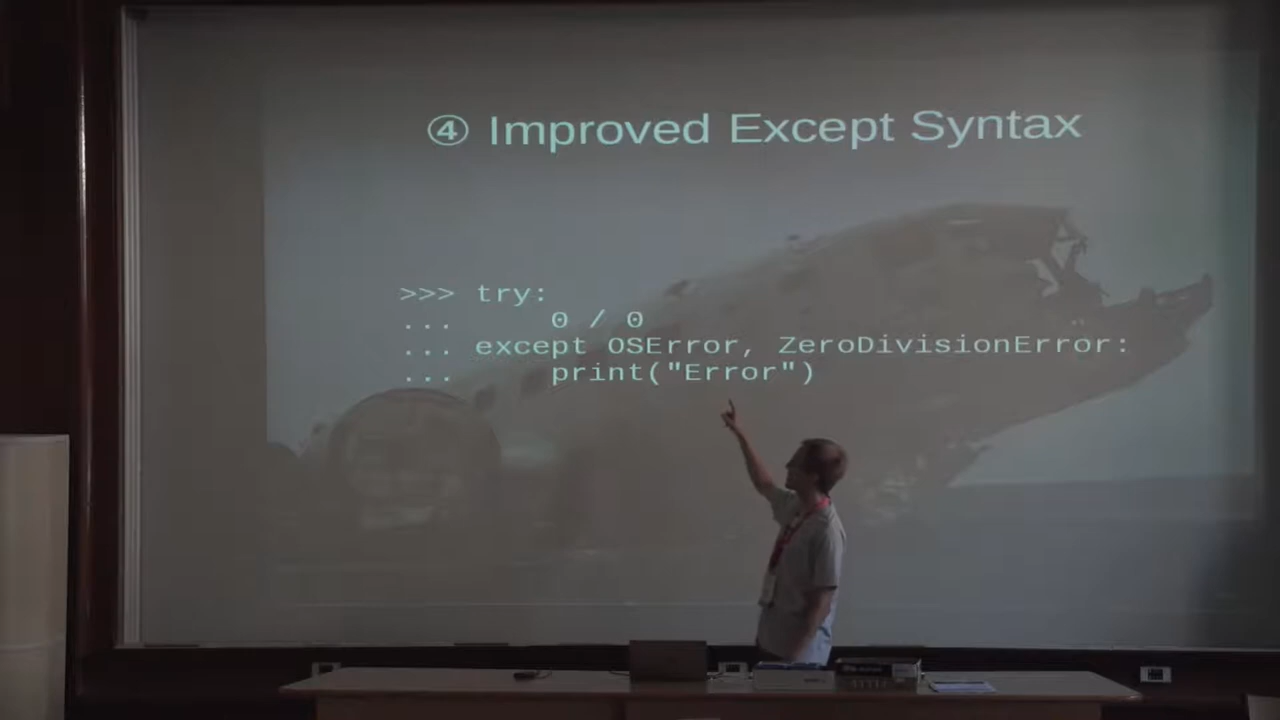 ④ Improved Except Syntax
>>> try:
...     0 / 0
... except OSError, ZeroDivisionError:
...     print("Error")